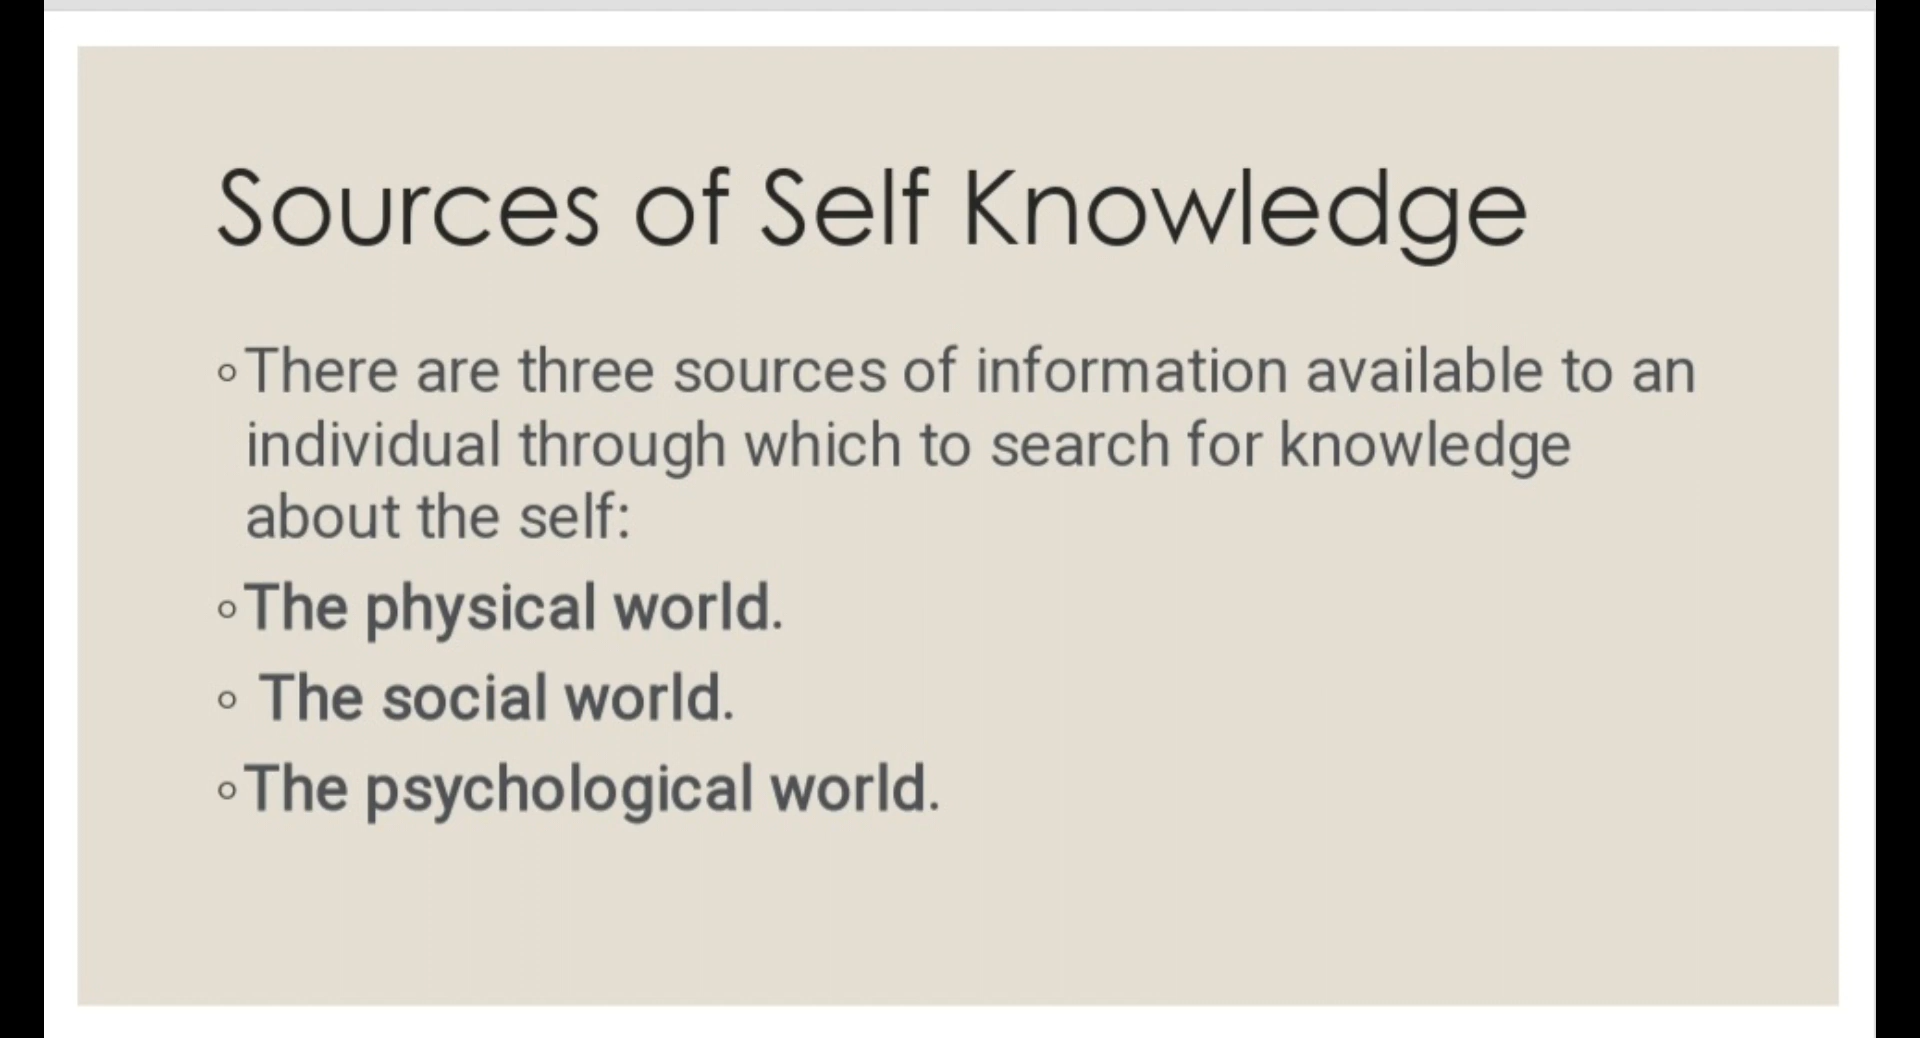 Sources of Self Knowledge
◦There are three sources of information available to an
individual through which to search for knowledge
about the self:
◦The physical world.
◦ The social world.
◦The psychological world.